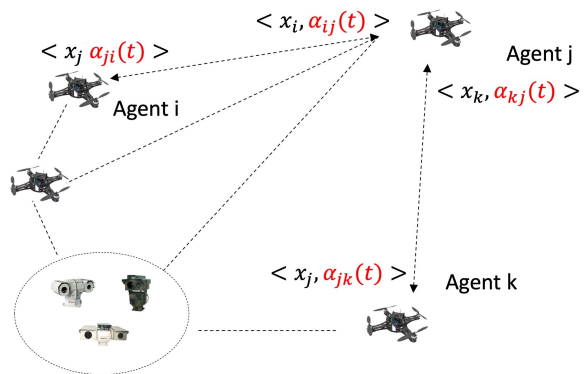 < x_i, α_ij(t) >
< x_j α_ji(t) >
Agent j
Agent i
< x_k, α_kj(t) >
< x_j, α_jk(t) >
Agent k